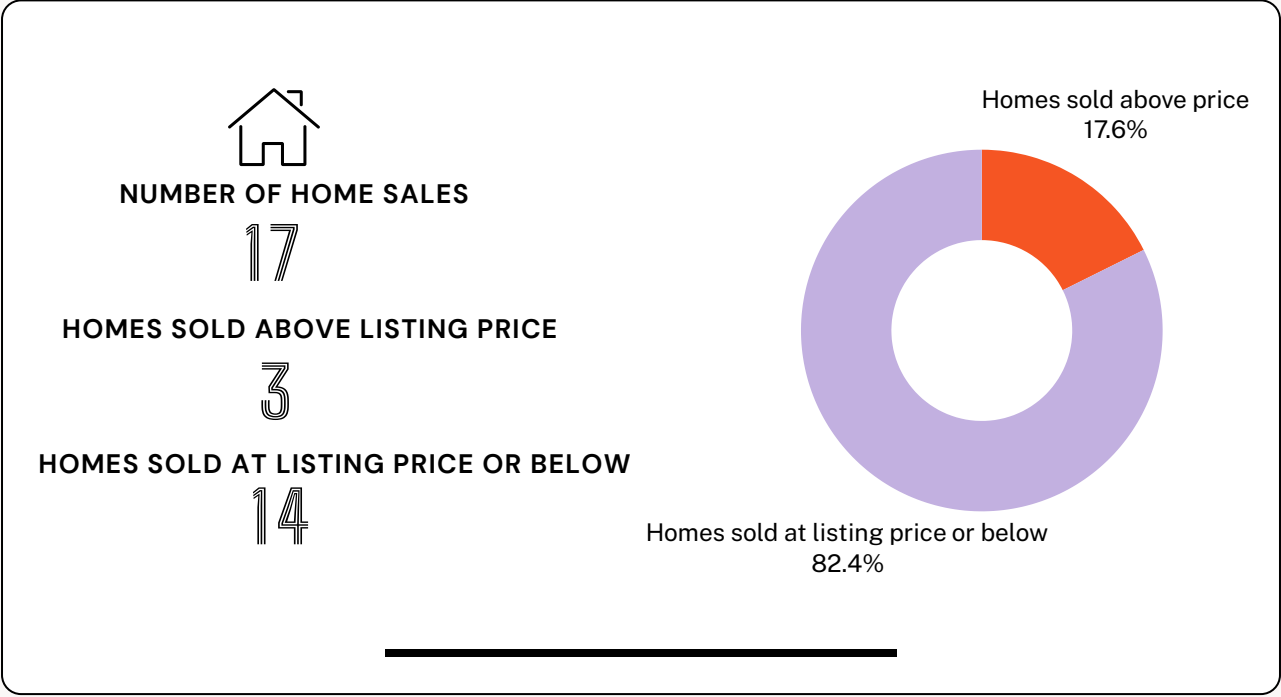 NUMBER OF HOME SALES
17
HOMES SOLD ABOVE LISTING PRICE
3
HOMES SOLD AT LISTING PRICE OR BELOW
14
Homes sold above price
17.6%
Homes sold at listing price or below
82.4%